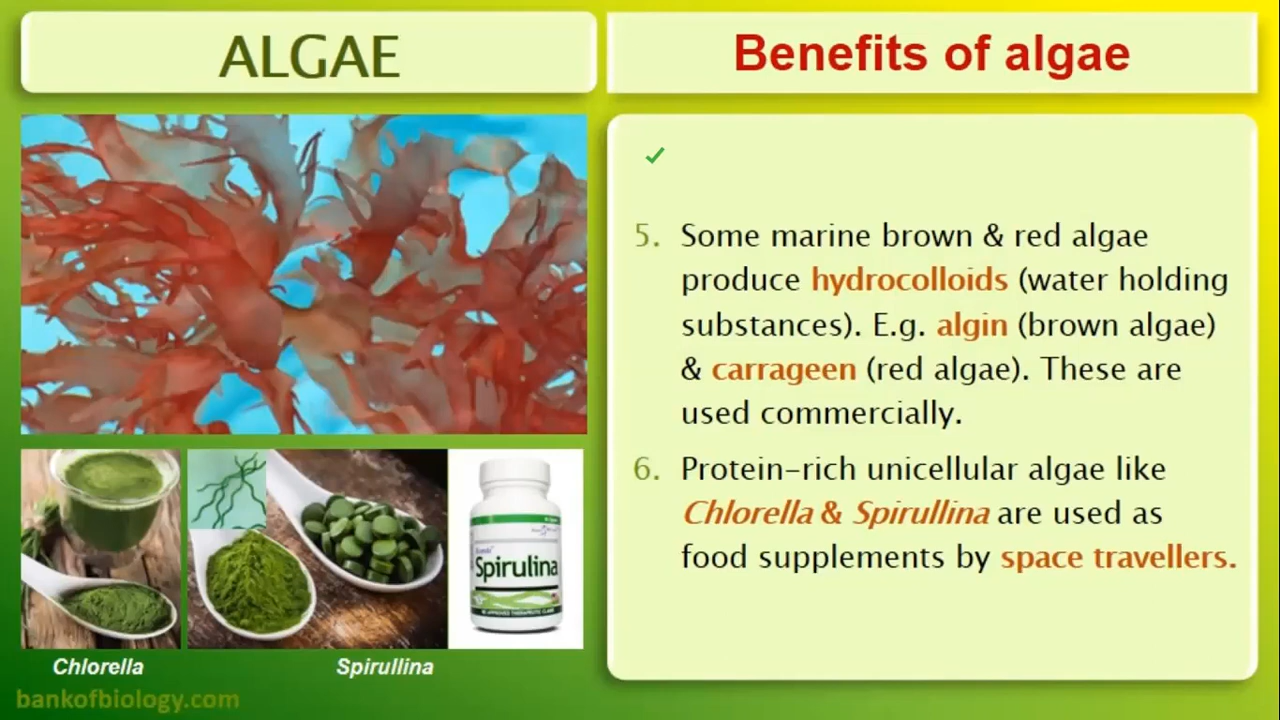 ALGAE
Benefits of algae
5. Some marine brown & red algae
produce hydrocolloids (water holding
substances). E.g. algin (brown algae)
& carrageen (red algae). These are
used commercially.
6. Protein-rich unicellular algae like
Chlorella & Spirullina are used as
food supplements by space travellers.
Spirulina
Chlorella
Spirullina
bankofbiology.com